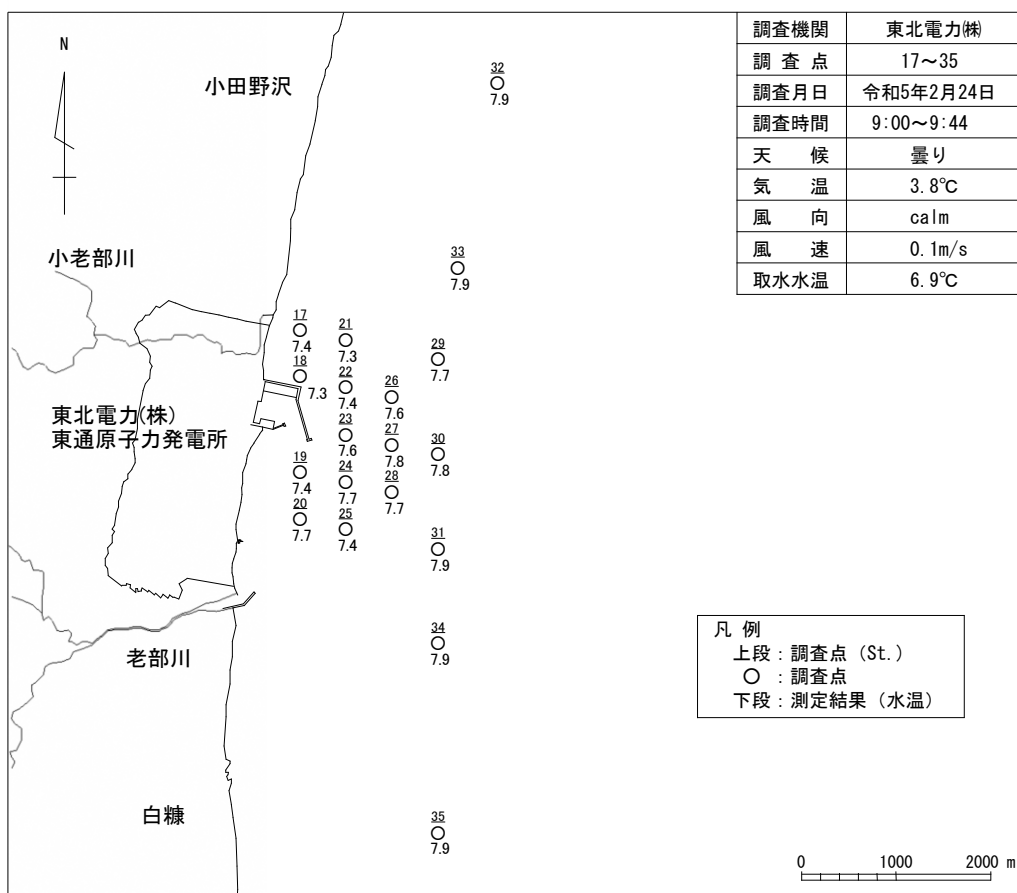 調査機関 東北電力㈱
調査点 17～35
調査月日 令和5年2月24日
調査時間 9:00～9:44
天候 曇り
気温 3.8℃
風向 calm
風速 0.1m/s
取水水温 6.9℃
N
小田野沢
32
7.9
小老部川
33
7.9
17
7.4
21
7.3
29
7.7
18
7.3
22
7.4
26
7.6
東北電力(株)
東通原子力発電所
23
7.6
27
7.8
30
7.8
19
7.4
24
7.7
28
7.7
20
7.7
25
7.4
31
7.9
34
7.9
老部川
凡例
上段：調査点（St.）
○：調査点
下段：測定結果（水温）
白糠
35
7.9
0 1000 2000 m